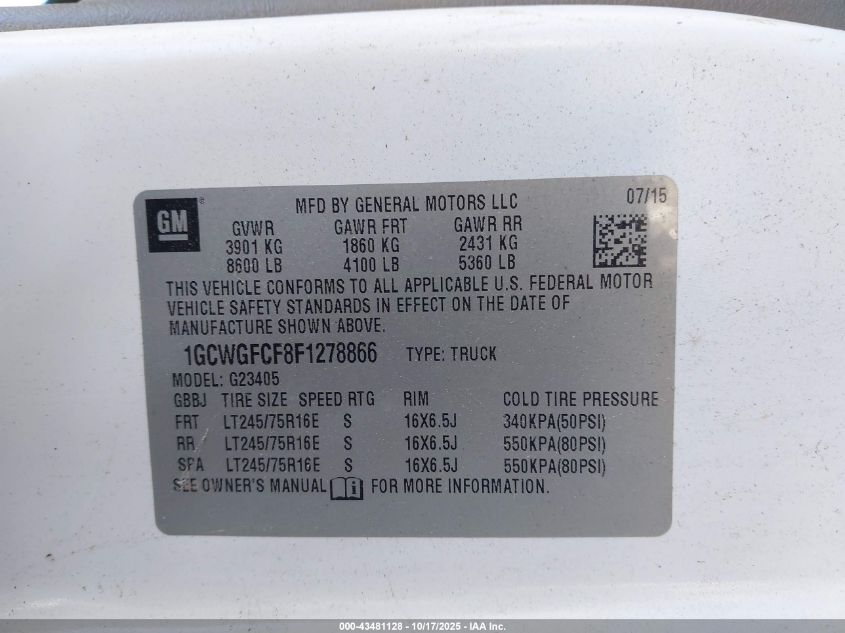 GM ® MFD BY GENERAL MOTORS LLC 07/15
GVWR GAWR FRT GAWR RR
3901 KG 1860 KG 2431 KG
8600 LB 4100 LB 5360 LB
THIS VEHICLE CONFORMS TO ALL APPLICABLE U.S. FEDERAL MOTOR
VEHICLE SAFETY STANDARDS IN EFFECT ON THE DATE OF
MANUFACTURE SHOWN ABOVE.
1GCWGFCF8F1278866 TYPE: TRUCK
MODEL: G23405
GBBJ TIRE SIZE SPEED RTG RIM COLD TIRE PRESSURE
FRT LT245/75R16E S 16X6.5J 340KPA(50PSI)
RR LT245/75R16E S 16X6.5J 550KPA(80PSI)
SPA LT245/75R16E S 16X6.5J 550KPA(80PSI)
SEE OWNER'S MANUAL i FOR MORE INFORMATION.
000-43481128 - 10/17/2025 - IAA Inc.